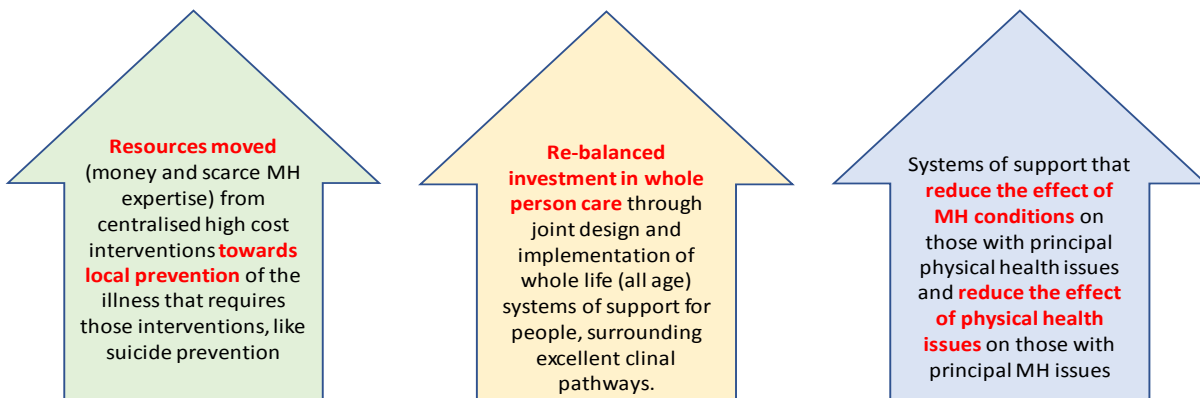 Resources moved
(money and scarce MH
expertise) from
centralised high cost
interventions towards
local prevention of the
illness that requires
those interventions, like
suicide prevention
Re-balanced
investment in whole
person care through
joint design and
implementation of
whole life (all age)
systems of support for
people, surrounding
excellent clinal
pathways.
Systems of support that
reduce the effect of
MH conditions on
those with principal
physical health issues
and reduce the effect
of physical health
issues on those with
principal MH issues